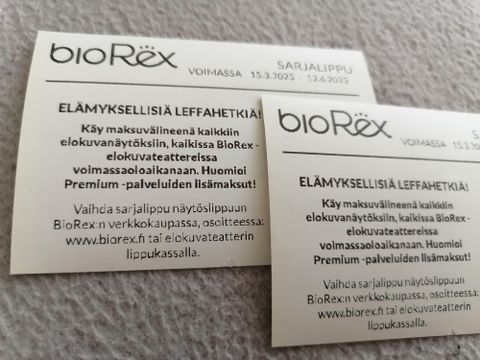 bioRex
SARJALIPPU
VOIMASSA 15.3.2025 - 12.6.2025
ELÄMYKSELLISIÄ LEFFAHETKIÄ!
Käy maksuvälineenä kaikkiin
elokuvanäytöksiin, kaikissa BioRex -
elokuvateattereissa
voimassaoloaikanaan. Huomioi
Premium -palveluiden lisämaksut!
Vaihda sarjalippu näytöslippuun
BioRex:n verkkokaupassa, osoitteessa:
www.biorex.fi tai elokuvateatterin
lippukassalla.
bioRex
SA
VOIMASSA 15.3.202
ELÄMYKSELLISIÄ LEFFAHETKIÄ!
Käy maksuvälineenä kaikkiin
elokuvanäytöksiin, kaikissa BioRex -
elokuvateattereissa
voimassaoloaikanaan. Huomioi
Premium -palveluiden lisämaksut!
Vaihda sarjalippu näytöslippuun
BioRex:n verkkokaupassa, osoitteessa:
www.biorex.fi tai elokuvateatterin
lippukassalla.